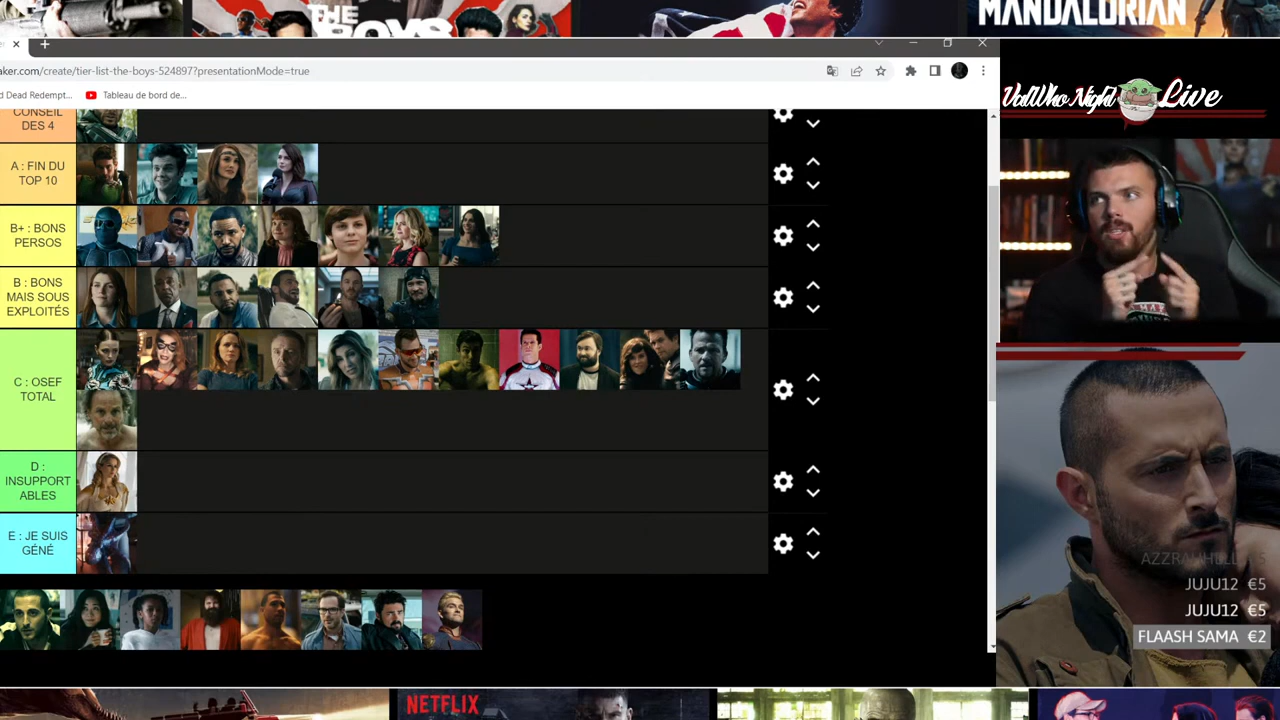 THE
BOYS
MANDALORIAN
aker.com/create/tier-list-the-boys-524897?presentationMode=true
d Dead Redempt...
Tableau de bord de...
ValWho Night Live
CONSEIL
DES 4
A : FIN DU
TOP 10
B+ : BONS
PERSOS
B : BONS
MAIS SOUS
EXPLOITÉS
C : OSEF
TOTAL
D :
INSUPPORT
ABLES
E : JE SUIS
GÉNÉ
JUJU12 €5
JUJU12 €5
FLAASH SAMA €2
NETFLIX